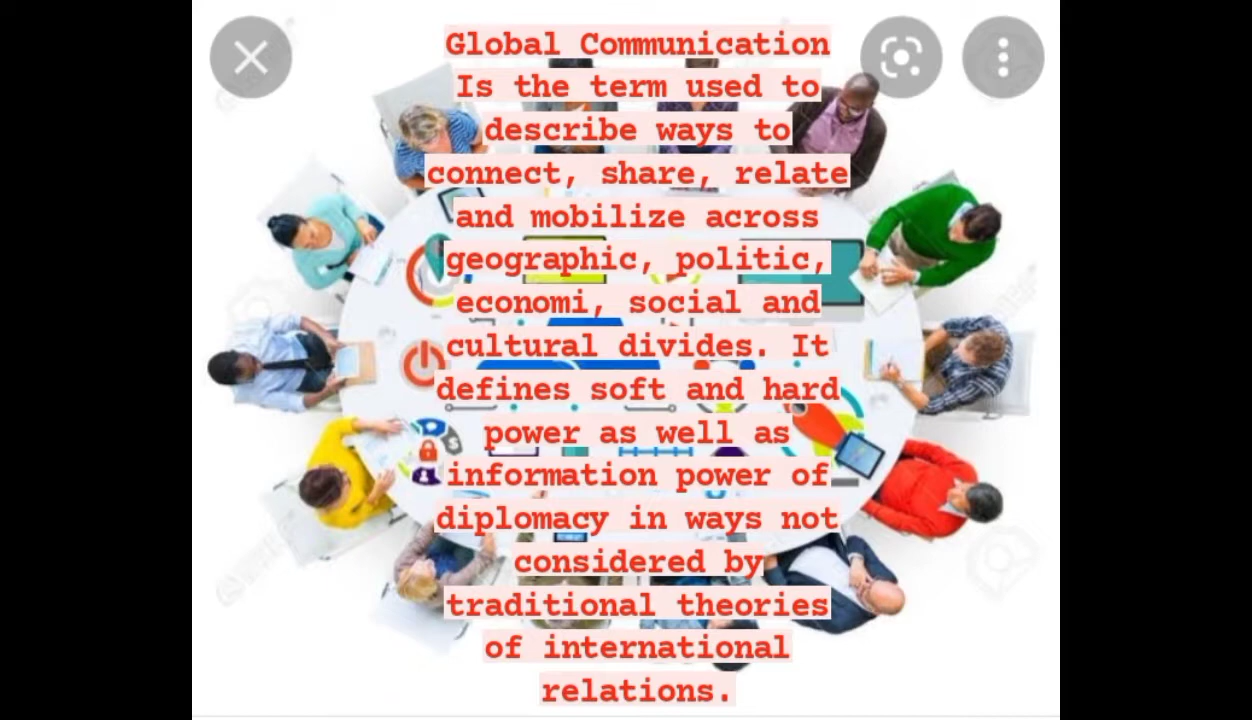 Global Communication
Is the term used to
describe ways to
connect, share, relate
and mobilize across
geographic, politic,
economi, social and
cultural divides. It
defines soft and hard
power as well as
information power of
diplomacy in ways not
considered by
traditional theories
of international
relations.